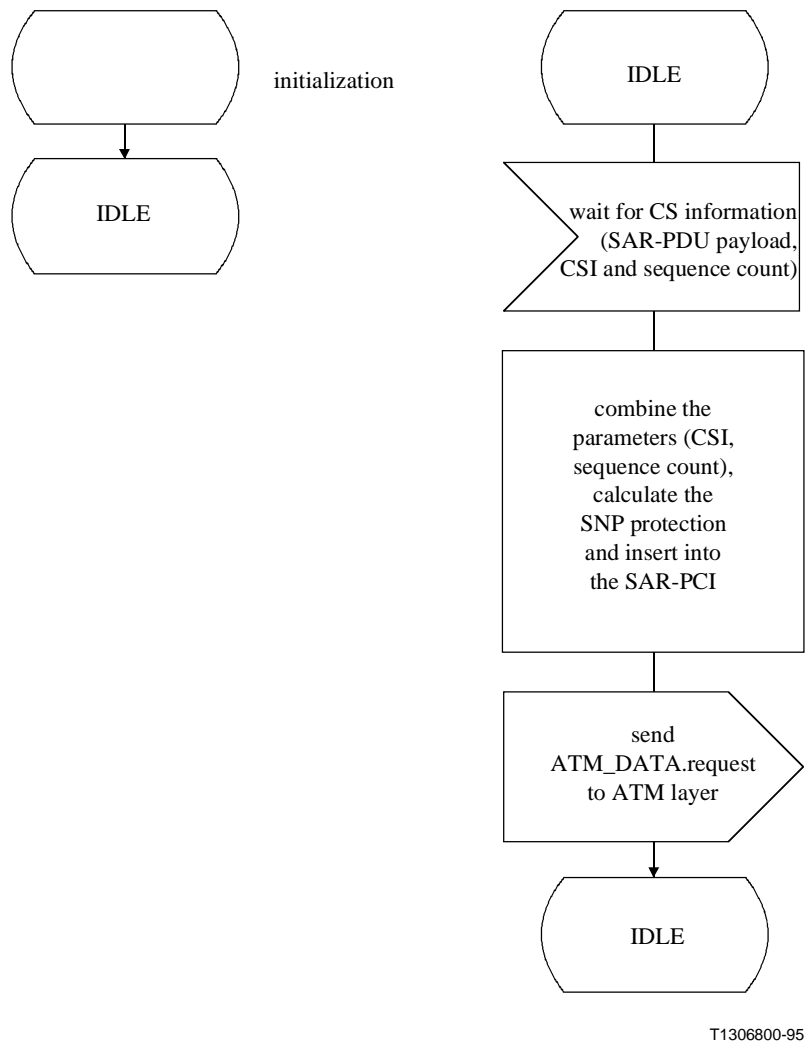 initialization
IDLE
IDLE
wait for CS information
(SAR-PDU payload,
CSI and sequence count)
combine the
parameters (CSI,
sequence count),
calculate the
SNP protection
and insert into
the SAR-PCI
send
ATM_DATA.request
to ATM layer
IDLE
T1306800-95